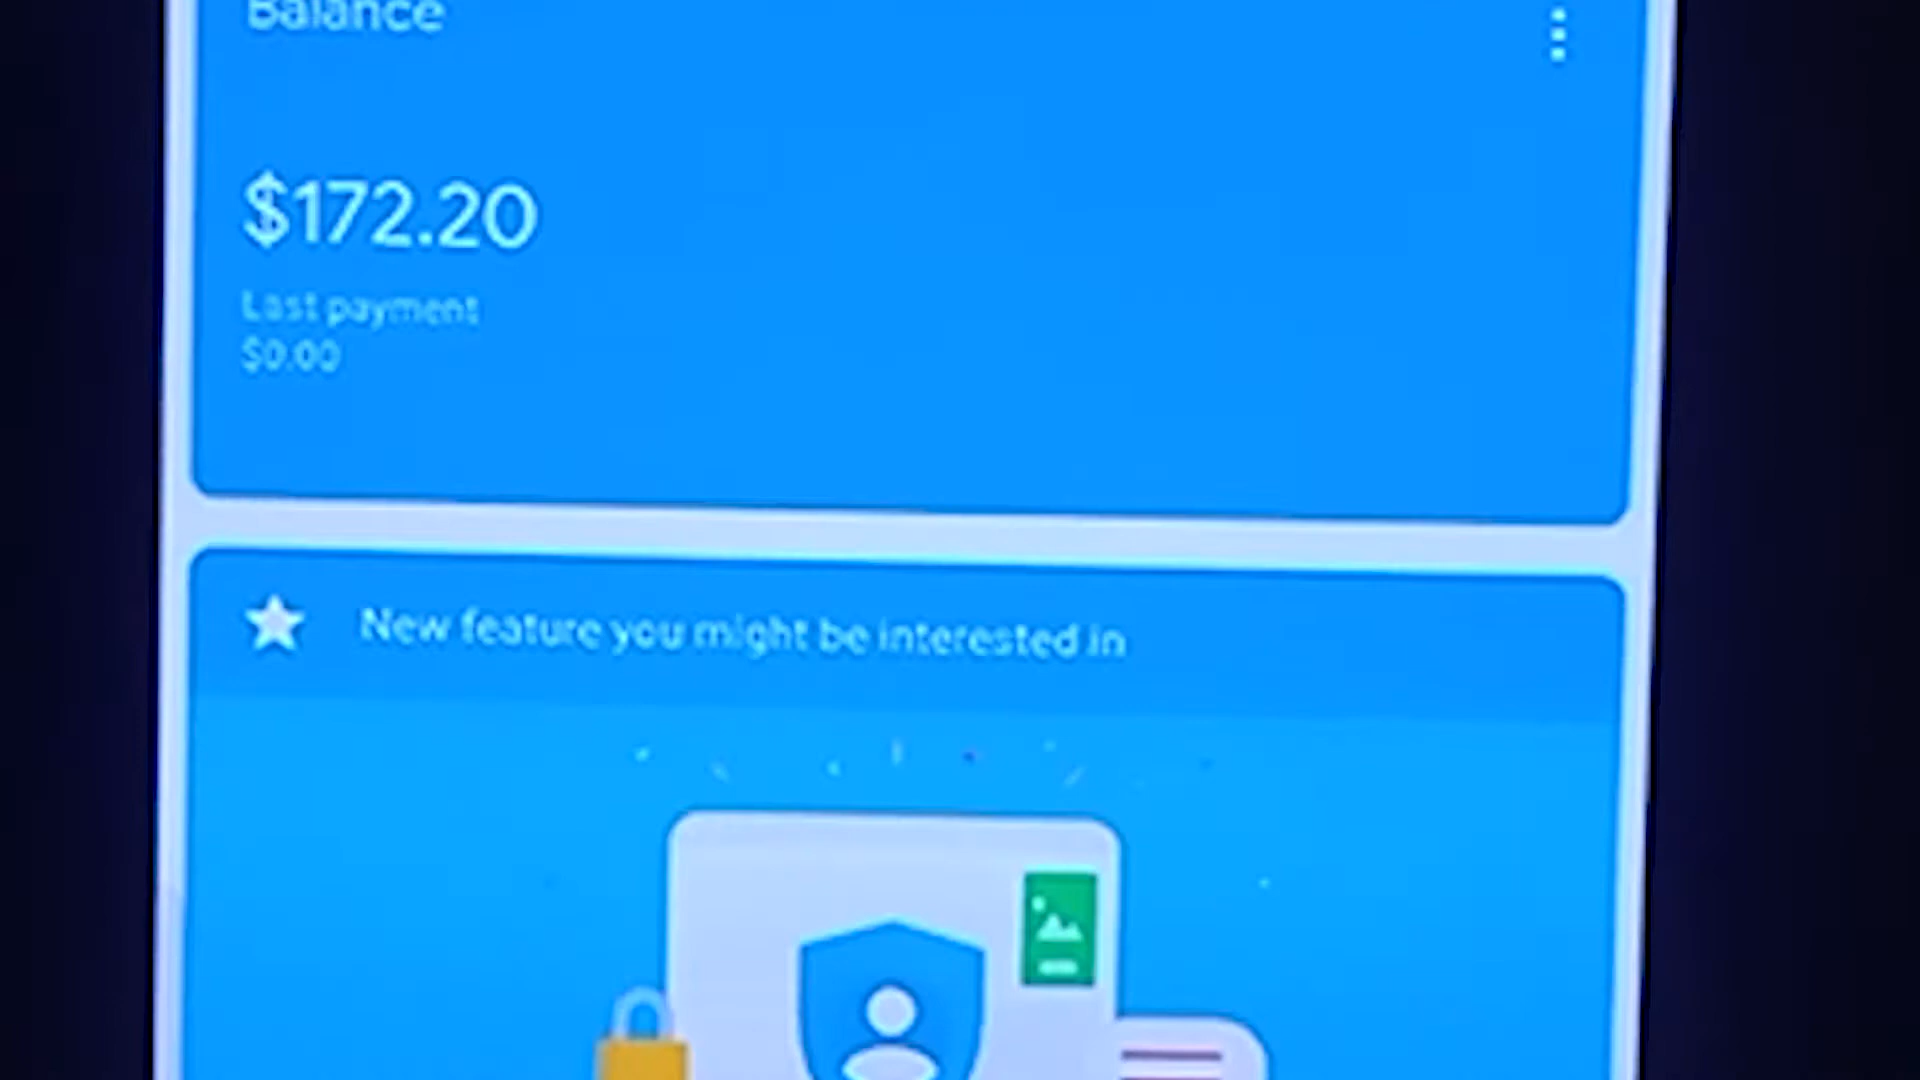 Balance
$172.20
Last payment
$0.00
New feature you might be interested in